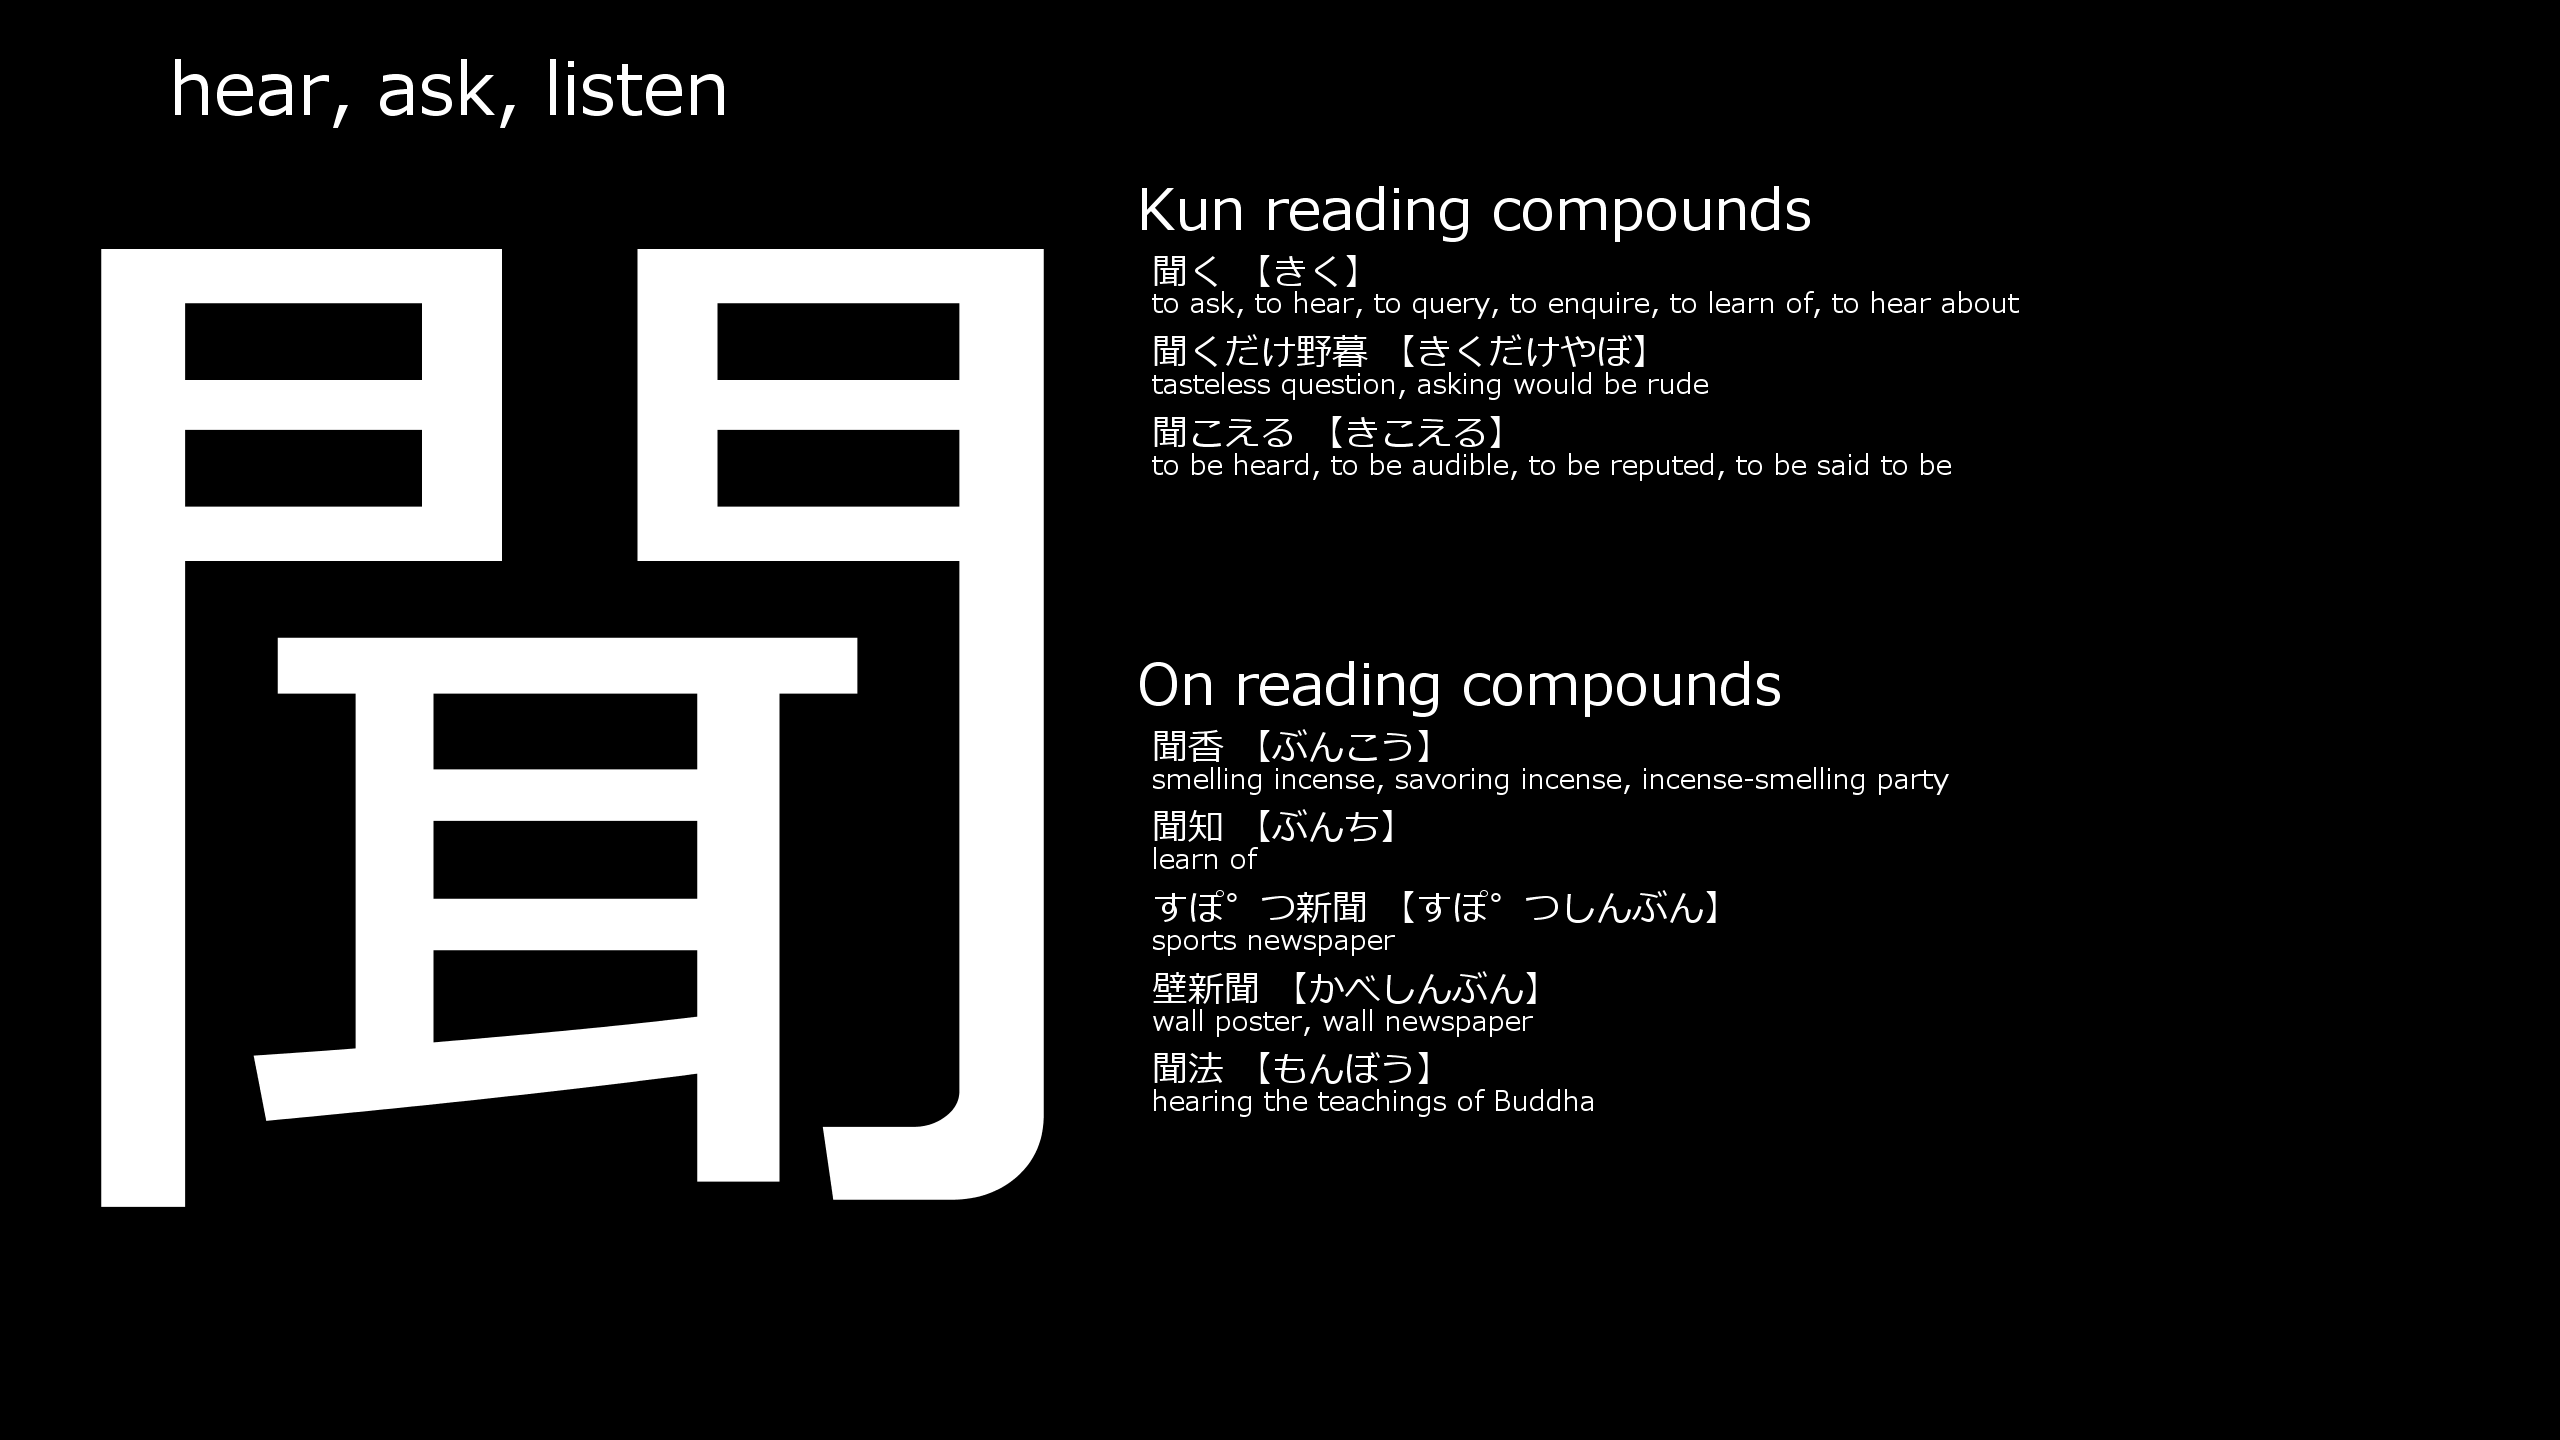 hear, ask, listen
聞
Kun reading compounds
聞く 【きく】
to ask, to hear, to query, to enquire, to learn of, to hear about
聞くだけ野暮 【きくだけやぼ】
tasteless question, asking would be rude
聞こえる 【きこえる】
to be heard, to be audible, to be reputed, to be said to be
On reading compounds
聞香 【ぶんこう】
smelling incense, savoring incense, incense-smelling party
聞知 【ぶんち】
learn of
すぽ゜つ新聞 【すぽ゜つしんぶん】
sports newspaper
壁新聞 【かべしんぶん】
wall poster, wall newspaper
聞法 【もんぼう】
hearing the teachings of Buddha